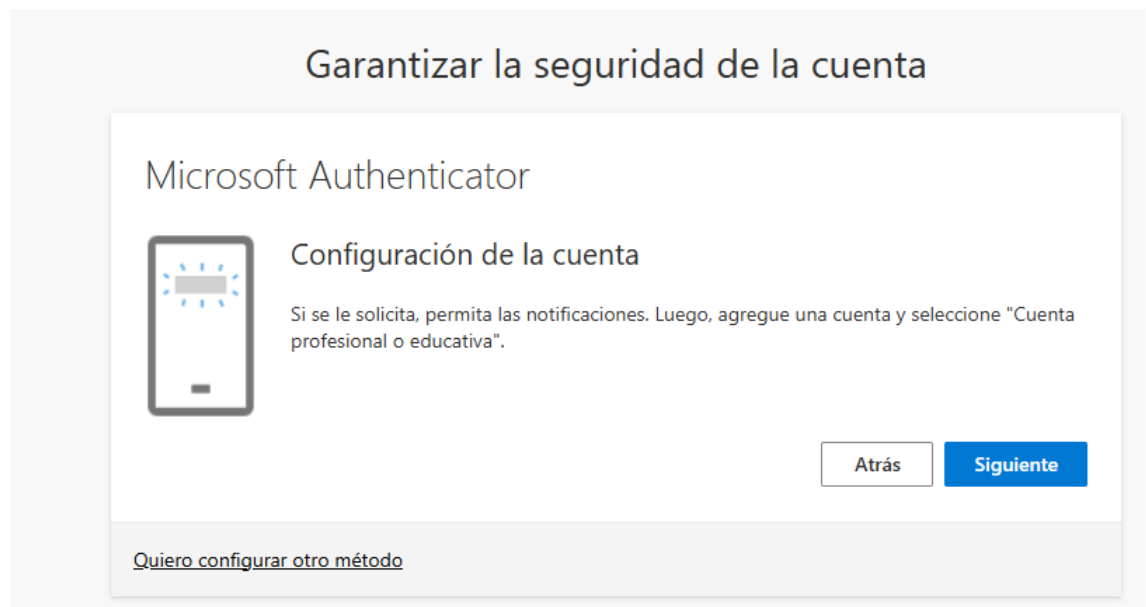 Garantizar la seguridad de la cuenta
Microsoft Authenticator
Configuración de la cuenta
Si se le solicita, permita las notificaciones. Luego, agregue una cuenta y seleccione "Cuenta
profesional o educativa".
Atrás
Siguiente
Quiero configurar otro método